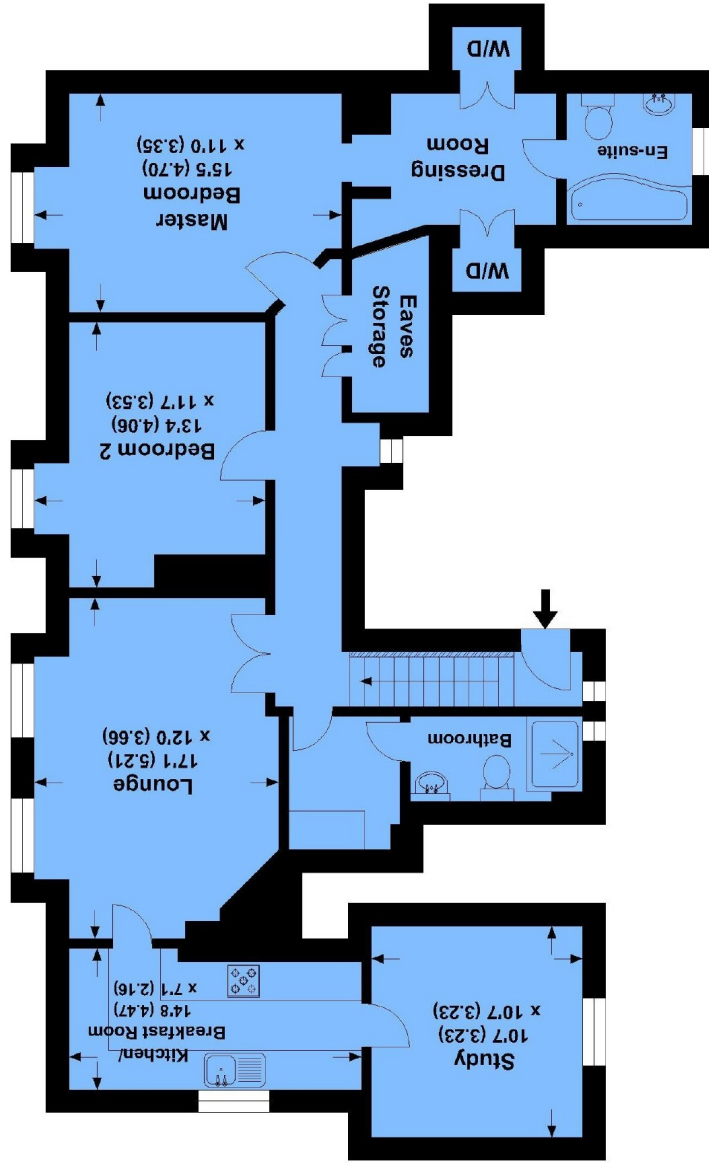 Study
10'7 (3.23)
x 10'7 (3.23)
Kitchen/
Breakfast Room
14'8 (4.47)
x 7'1 (2.16)
Bathroom
Lounge
17'1 (5.21)
x 12'0 (3.66)
Bedroom 2
13'4 (4.06)
x 11'7 (3.53)
Eaves
Storage
W/D
Master
Bedroom
15'5 (4.70)
x 11'0 (3.35)
En-suite
Dressing
Room
W/D